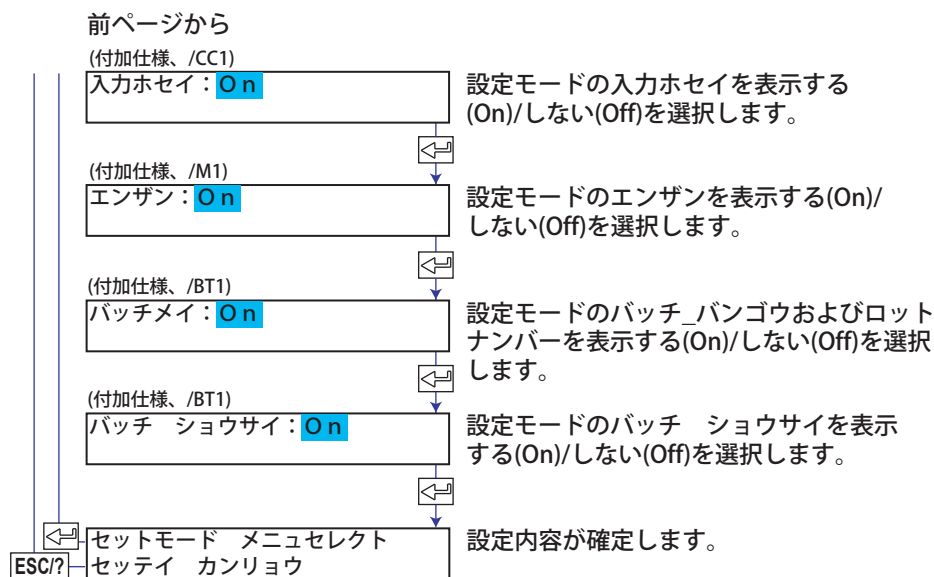 前ページから
(付加仕様、/CC1)
入力ホセイ：On
設定モードの入力ホセイを表示する
(On)/しない(Off)を選択します。
(付加仕様、/M1)
エンザン：On
設定モードのエンザンを表示する(On)/
しない(Off)を選択します。
(付加仕様、/BT1)
バッチメイ：On
設定モードのバッチ_バンゴウおよびロット
ナンバーを表示する(On)/しない(Off)を選択
します。
(付加仕様、/BT1)
バッチ　ショウサイ：On
設定モードのバッチ　ショウサイを表示
する(On)/しない(Off)を選択します。
セットモード　メニュセレクト
設定内容が確定します。
ESC/?
セッテイ　カンリョウ